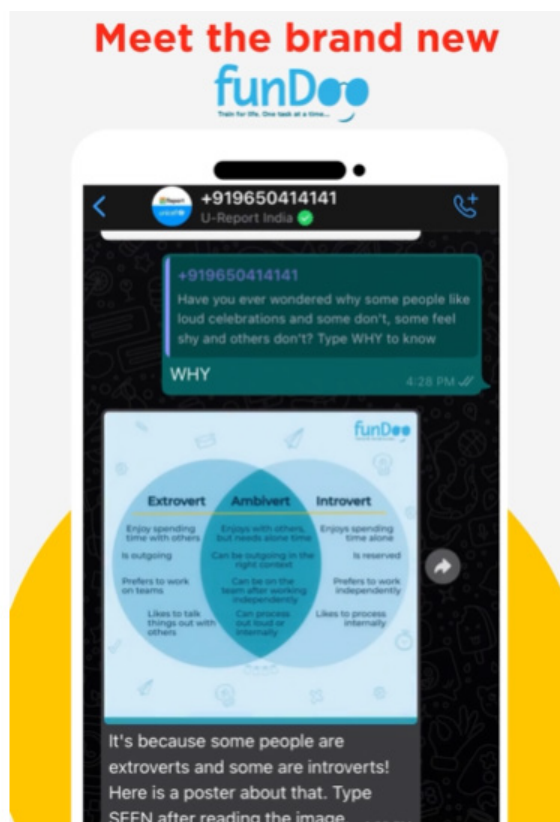 Meet the brand new
funDoo
Train for life. One task at a time...
+919650414141
U-Report India
+919650414141
Have you ever wondered why some people like
loud celebrations and some don't, some feel
shy and others don't? Type WHY to know
WHY
4:28 PM
funDoo
Extrovert Ambivert Introvert
Enjoy spending
time with others
Enjoys with others,
but needs alone time
Enjoys spending
time alone
Is outgoing
Can be outgoing in the
right context
Is reserved
Prefers to work
on teams
Can be on the
team after working
independently
Prefers to work
independently
Likes to talk
things out with
others
Can process
out loud or
internally
Likes to process
internally
It's because some people are
extroverts and some are introverts!
Here is a poster about that. Type
SEEN after reading the image